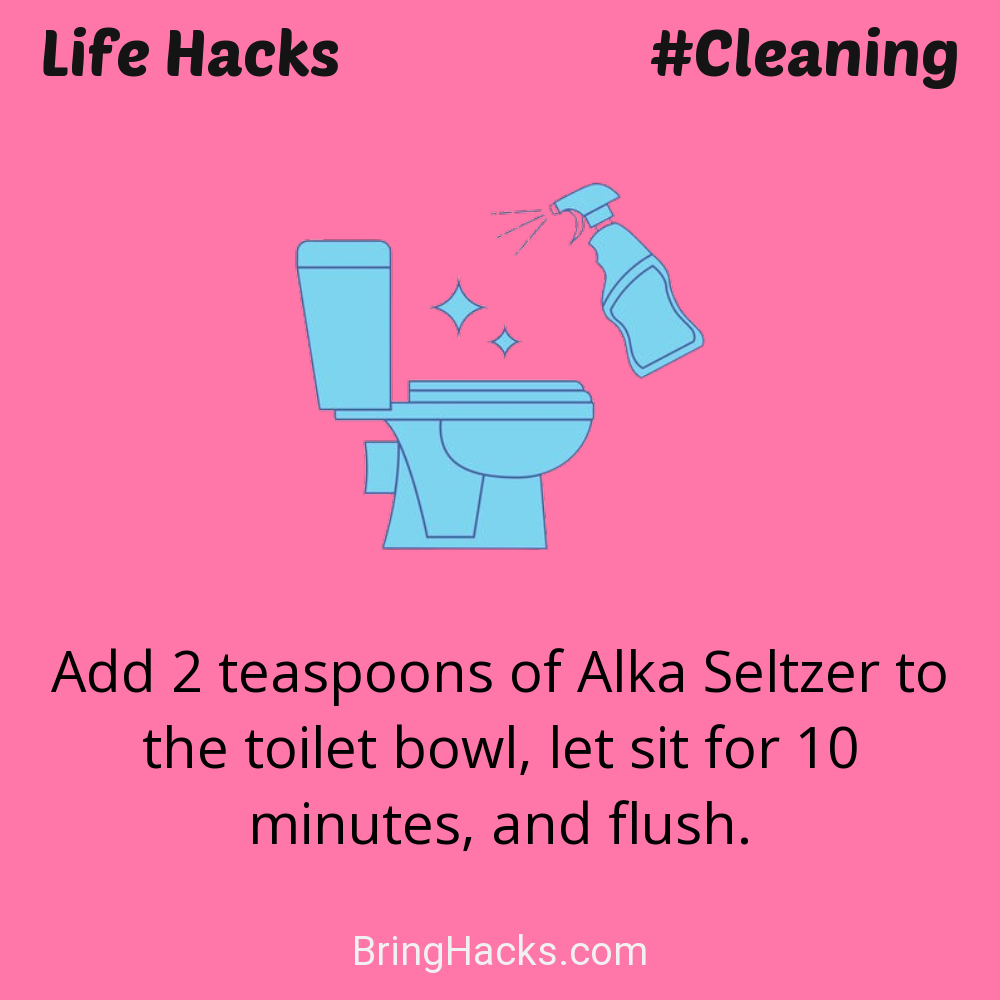 Life Hacks
#Cleaning
Add 2 teaspoons of Alka Seltzer to
the toilet bowl, let sit for 10
minutes, and flush.
BringHacks.com